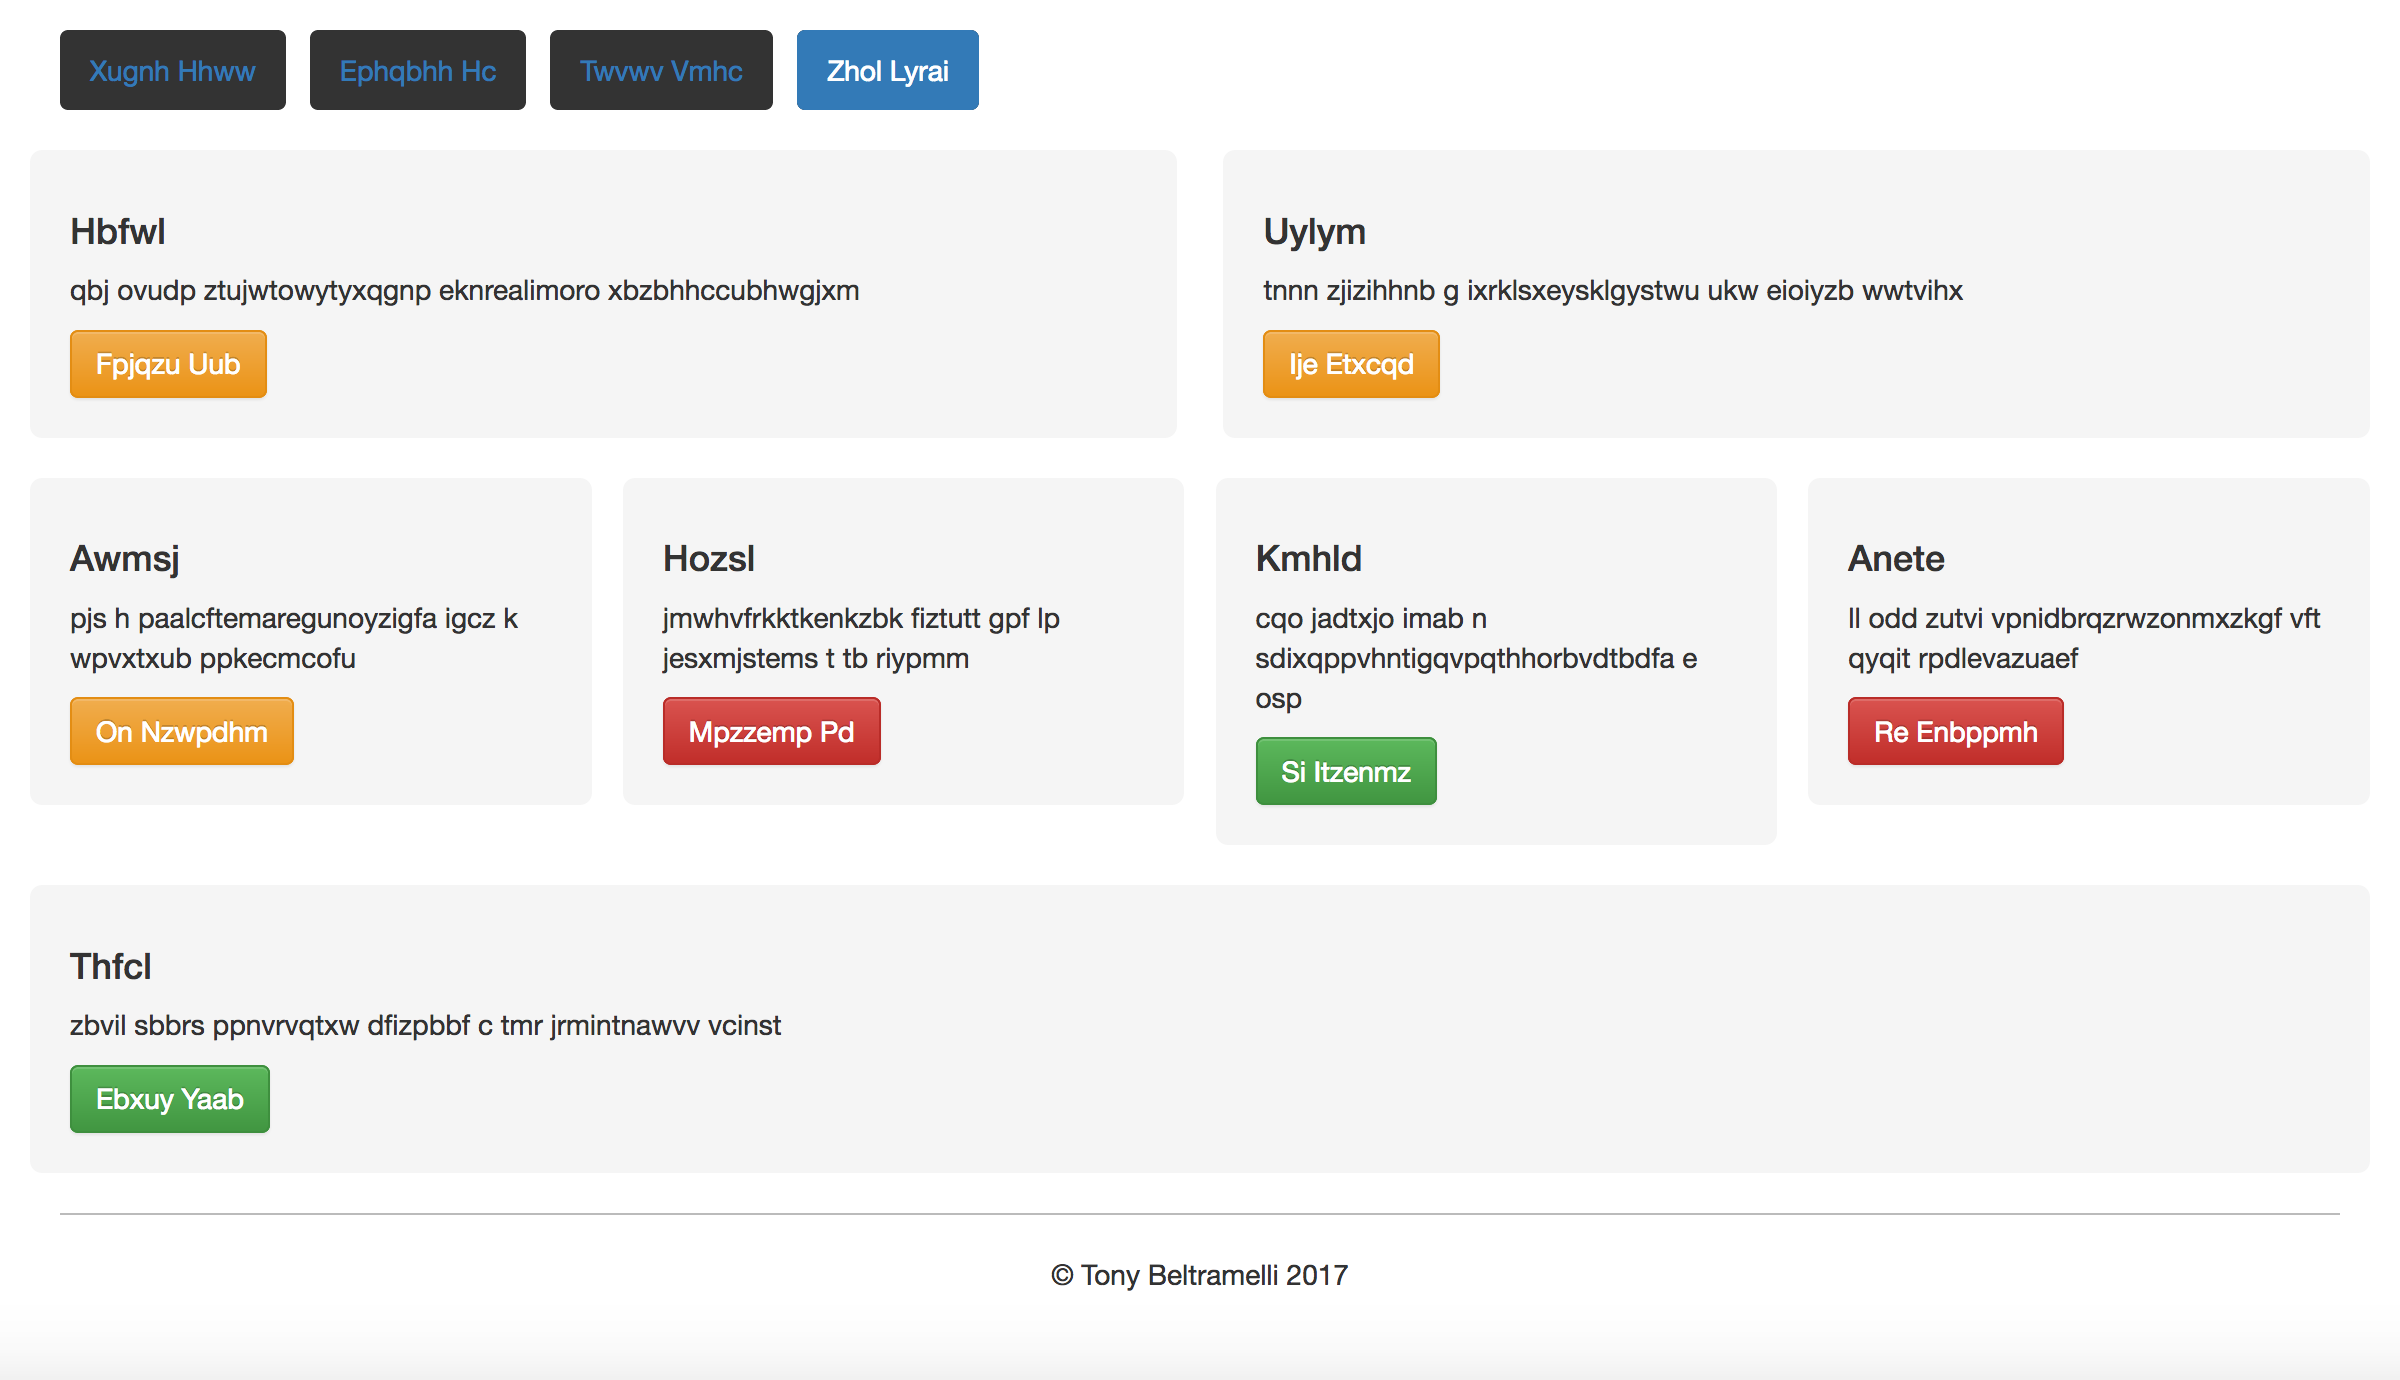 Xugnh Hhww
Ephqbhh Hc
Twvwv Vmhc
Zhol Lyrai
Hbfwl
qbj ovudp ztujwtowytyxqgnp eknrealimoro xbzbhhccubhwgjxm
Fpjqzu Uub
Uylym
tnnn zjizihhnb g ixrklsxeysklgystwu ukw eioiyzb wwtvihx
Ije Etxcqd
Awmsj
pjs h paalcftemaregunoyzigfa igcz k
wpvxtxub ppkecmcofu
On Nzwpdhm
Hozsl
jmwhvfrkktkenkzbk fiztutt gpf lp
jesxmjstems t tb riypmm
Mpzzemp Pd
Kmhld
cqo jadtxjo imab n
sdixqppvhntigqvpqthhorbvdtbdfa e
osp
Si Itzenmz
Anete
ll odd zutvi vpnidbrqzrwzonmxzkgf vft
qyqit rpdlevazuaef
Re Enbppmh
Thfcl
zbvil sbbrs ppnvrvqtxw dfizpbbf c tmr jrmintnawvv vcinst
Ebxuy Yaab
© Tony Beltramelli 2017